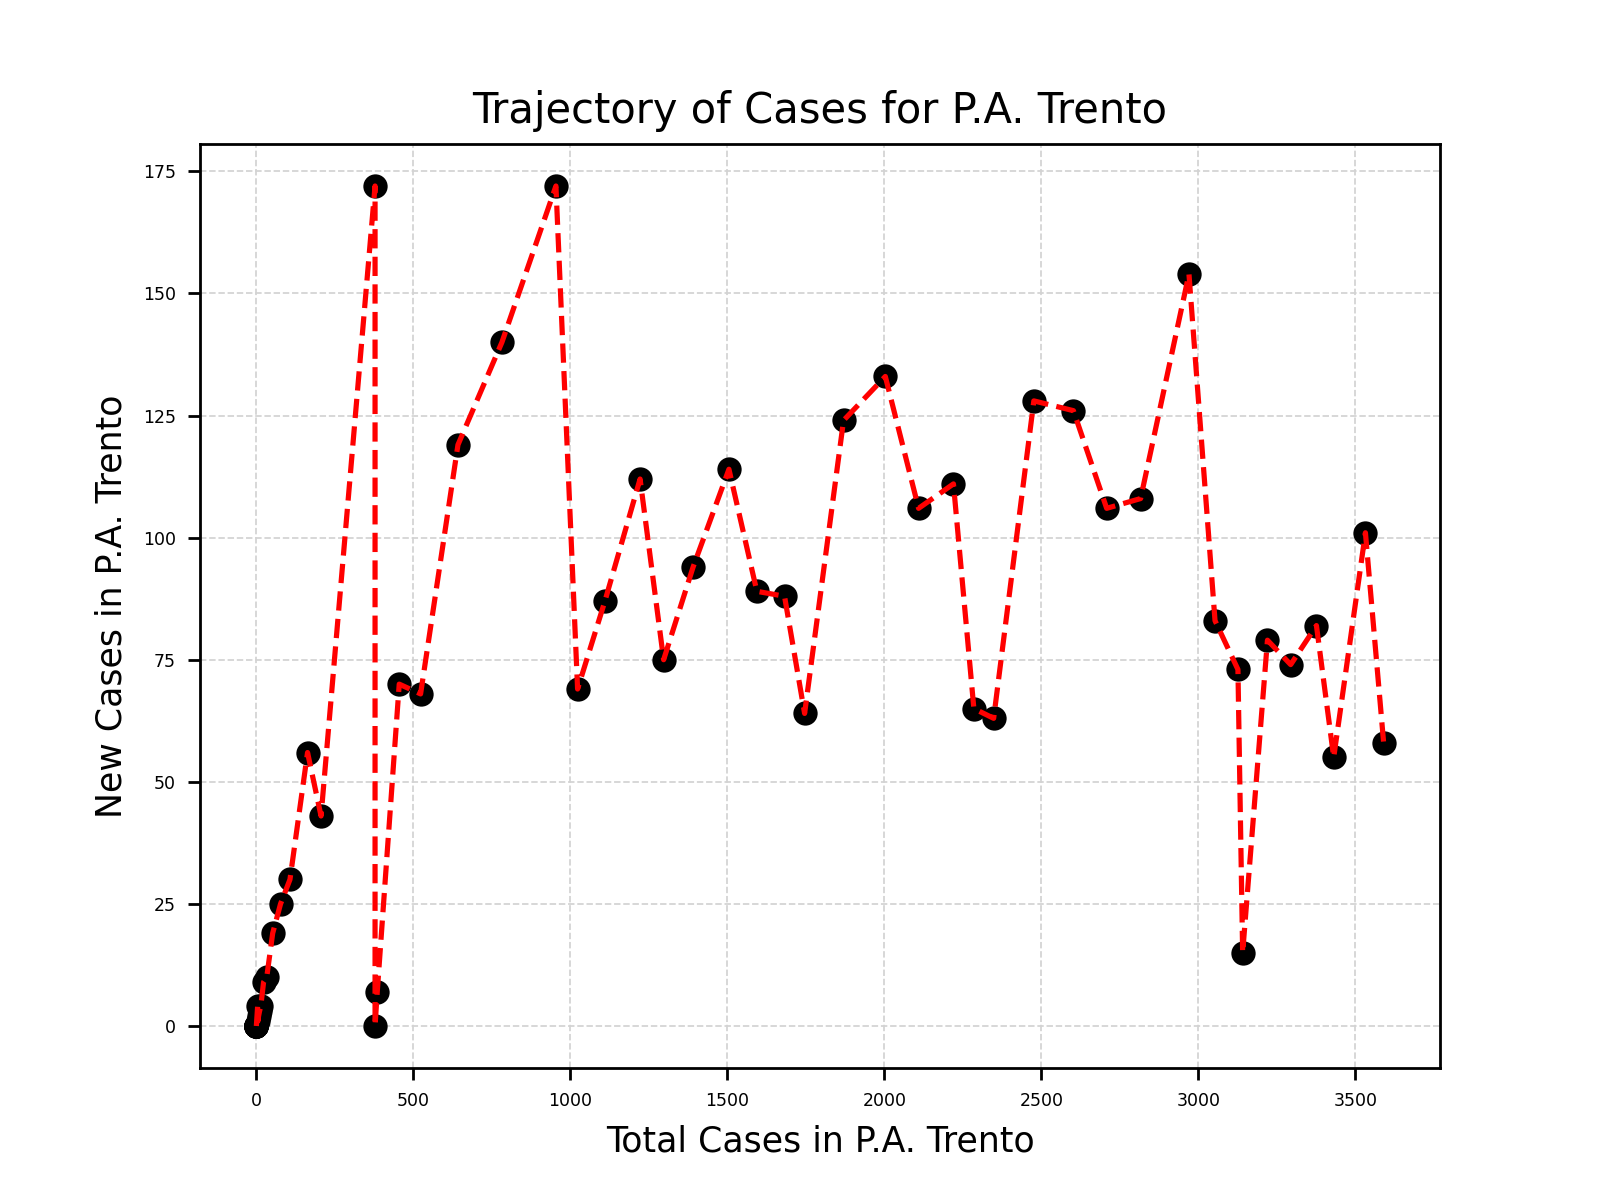 Trajectory of Cases for P.A. Trento
New Cases in P.A. Trento
175
150
125
100
75
50
25
0
0 500 1000 1500 2000 2500 3000 3500
Total Cases in P.A. Trento